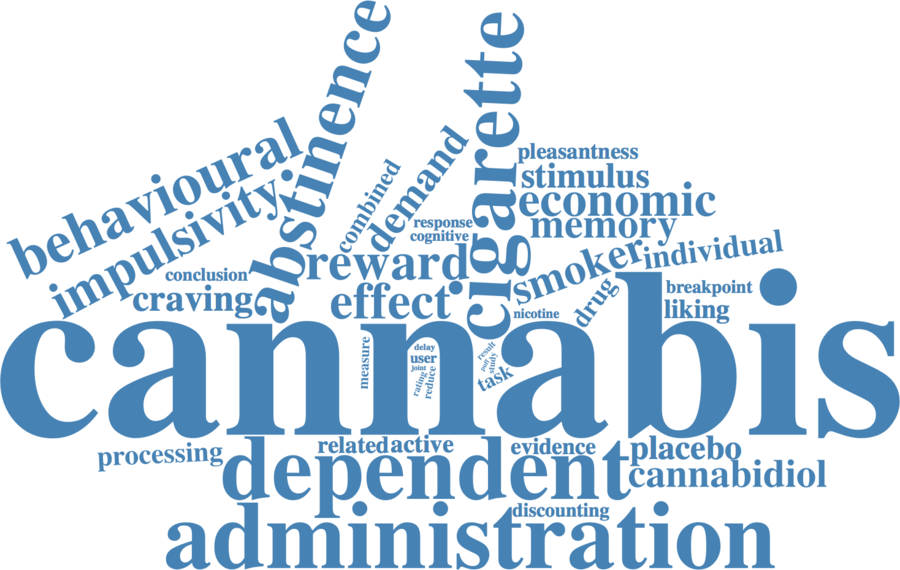 abstinence
cigarette
behavioural
impulsivity
combined
demand
pleasantness
stimulus
economic
memory
response
cognitive
reward
effect
smoker
individual
conclusion
craving
nicotine
drug
breakpoint
liking
cannabis
measure
delay
user
joint
rating
reduce
result
puff
study
task
processing
related
active
evidence
placebo
dependent
cannabidiol
discounting
administration